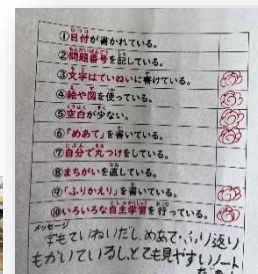 ①日付が書かれている。
②問題番号を記している。
③文字はていねいに書けている。
④絵や図を使っている。
⑤空白が少ない。
⑥「めあて」を書いている。
⑦自分で丸つけをしている。
⑧まちがいを直している。
⑨「ふりかえり」を書いている。
⑩いろいろな自主学習を行っている。
メッセージ
字もていねいだし、めあて・ふり返り
もかいているしとても見やすいノート